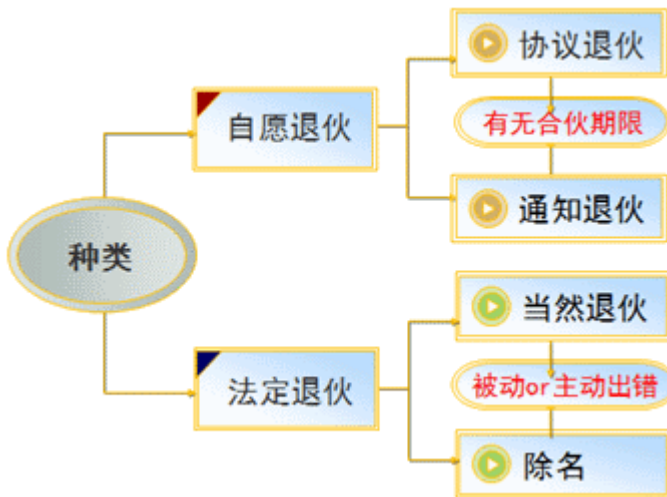 协议退伙
自愿退伙
有无合伙期限
通知退伙
种类
当然退伙
法定退伙
被动or主动出错
除名